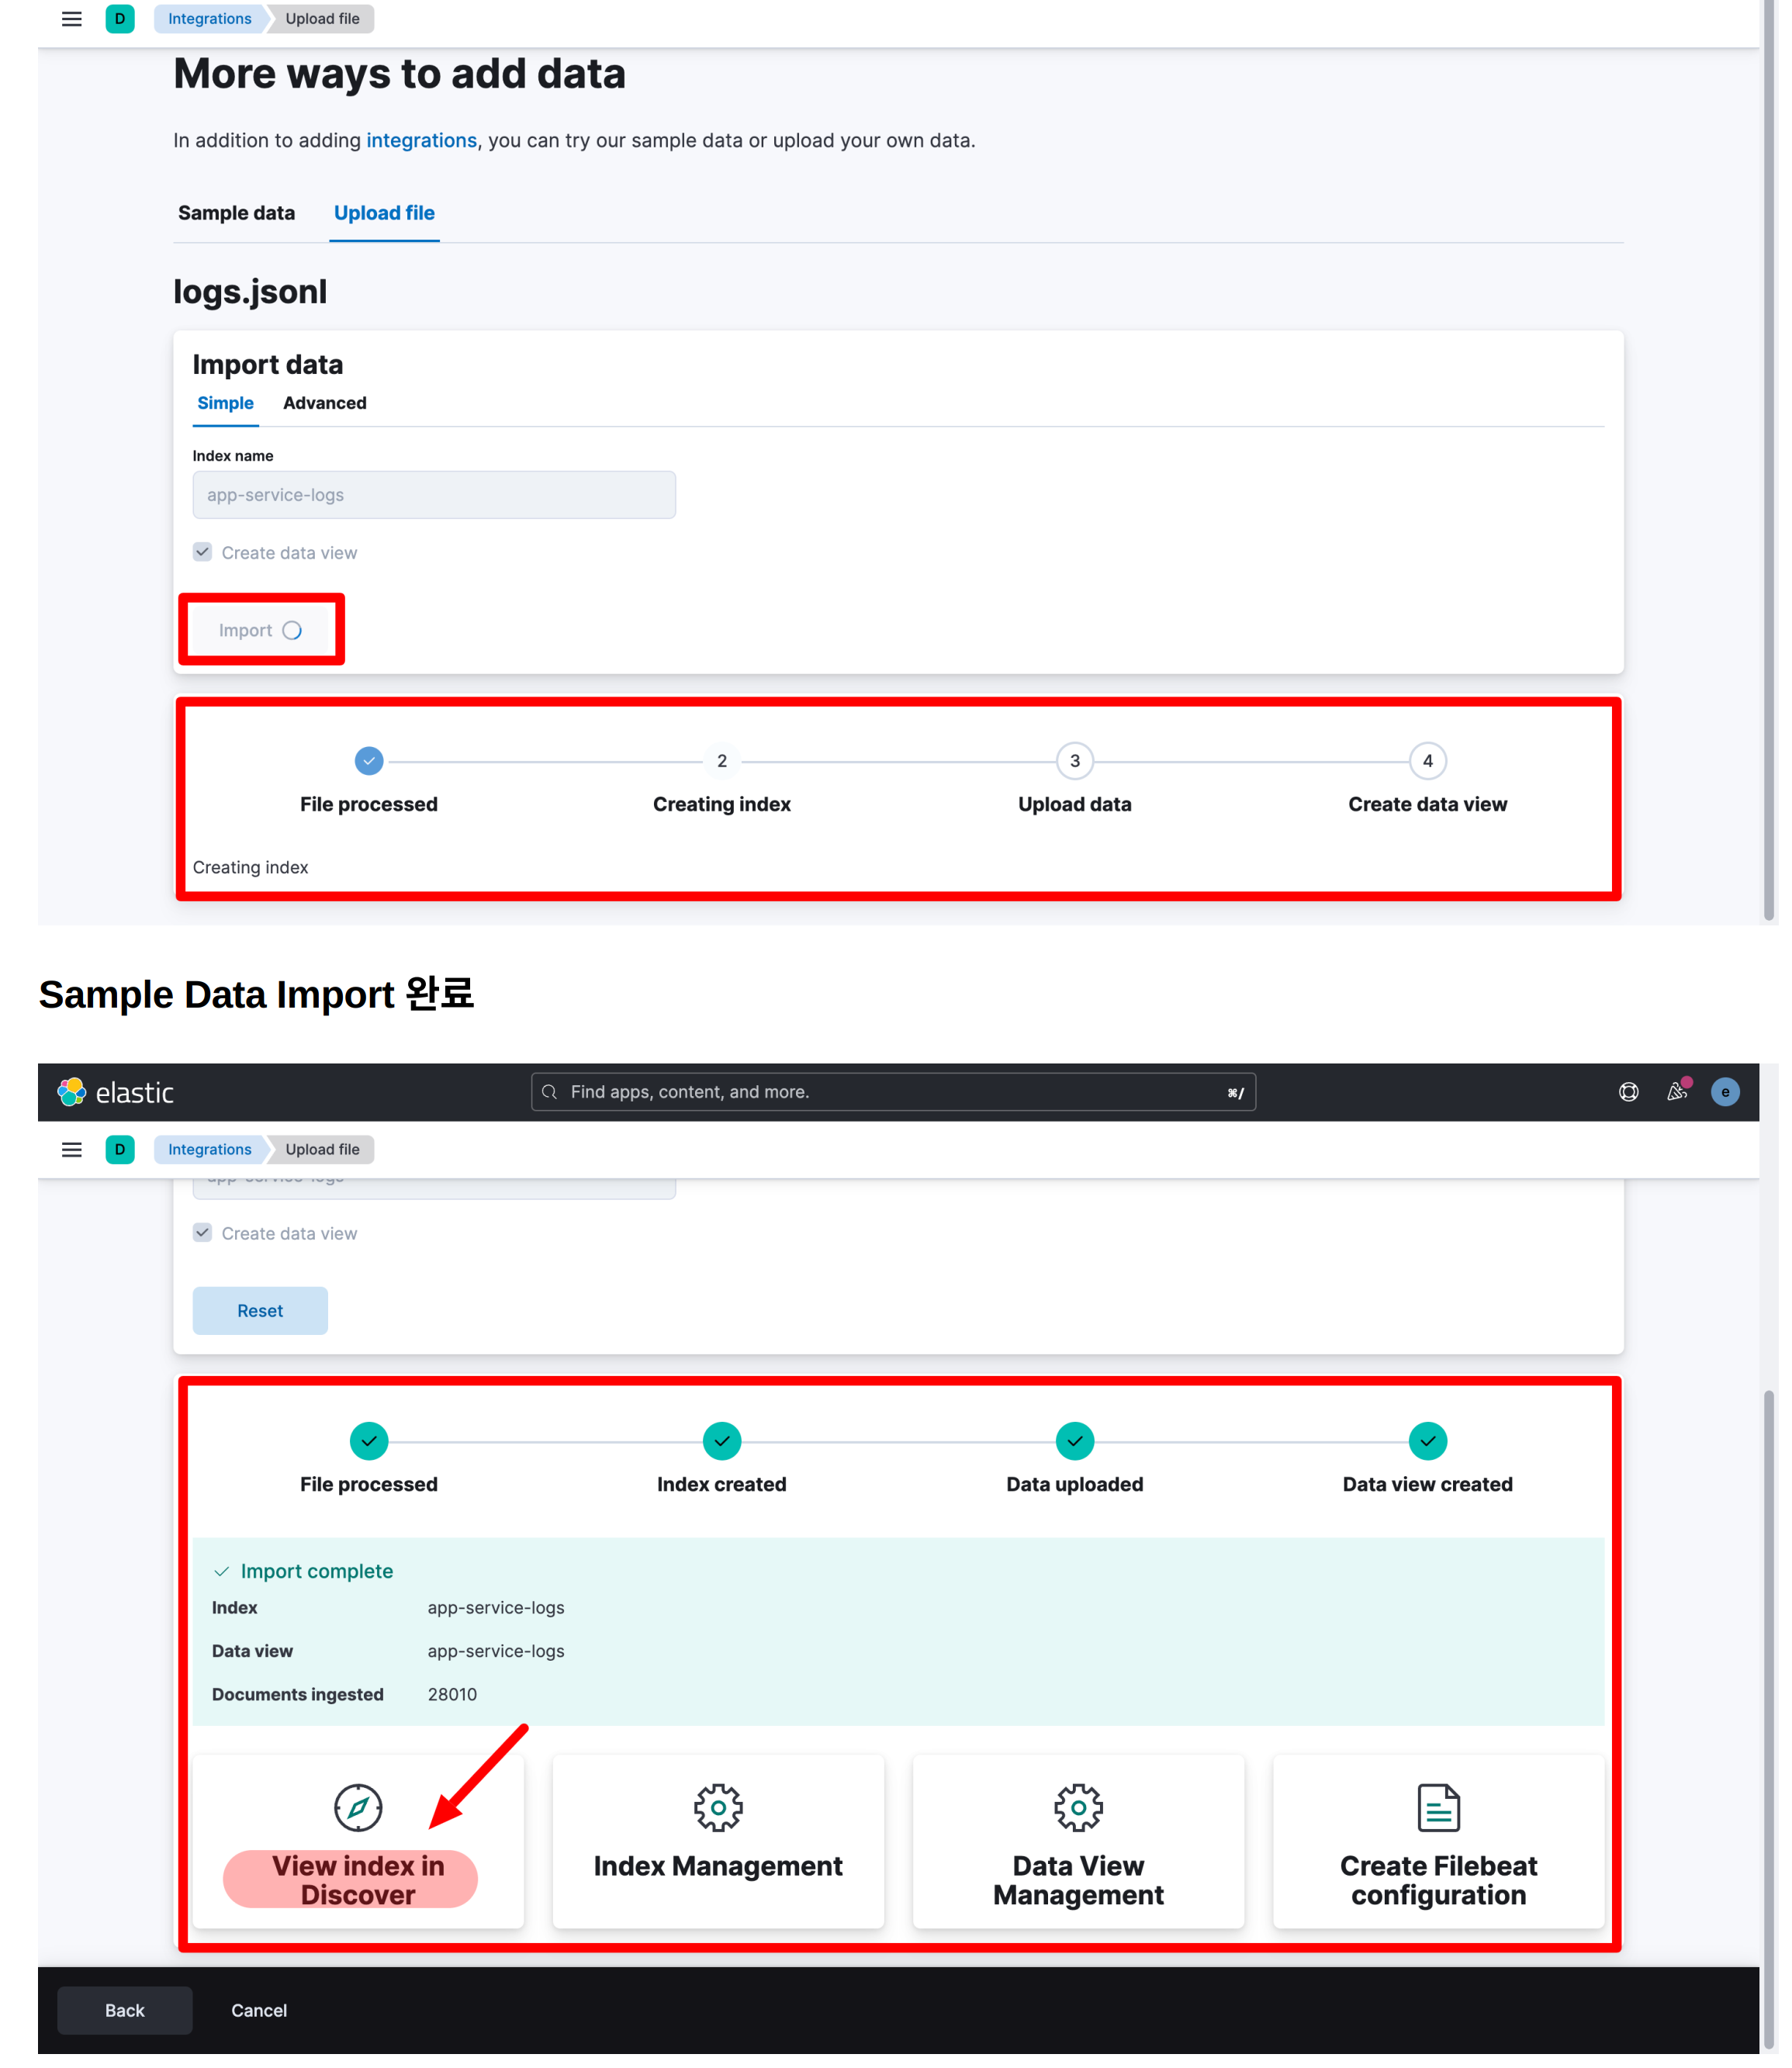 D Integrations Upload file
More ways to add data
In addition to adding integrations, you can try our sample data or upload your own data.
Sample data Upload file
logs.jsonl
Import data
Simple Advanced
Index name
app-service-logs
Create data view
Import
2 3 4
File processed Creating index Upload data Create data view
Creating index
Sample Data Import 완료
elastic Find apps, content, and more. ⌘/ e
D Integrations Upload file
app-service-logs
Create data view
Reset
File processed Index created Data uploaded Data view created
Import complete
Index app-service-logs
Data view app-service-logs
Documents ingested 28010
View index in
Discover
Index Management
Data View
Management
Create Filebeat
configuration
Back Cancel